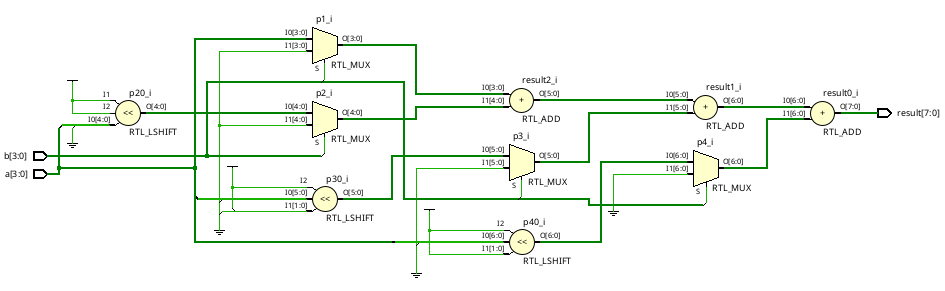 p1_i
I0[3:0]
I1[3:0]
O[3:0]
S
RTL_MUX
p20_i
I1
I2
I0[4:0]
O[4:0]
<<
RTL_LSHIFT
p2_i
I0[4:0]
I1[4:0]
O[4:0]
S
RTL_MUX
result2_i
I0[3:0]
I1[4:0]
O[5:0]
+
RTL_ADD
result1_i
I0[5:0]
I1[5:0]
O[6:0]
+
RTL_ADD
result0_i
I0[6:0]
I1[6:0]
O[7:0]
+
RTL_ADD
result[7:0]
b[3:0]
a[3:0]
p3_i
I0[5:0]
I1[5:0]
O[5:0]
S
RTL_MUX
p4_i
I0[6:0]
I1[6:0]
O[6:0]
S
RTL_MUX
p30_i
I2
I0[5:0]
I1[1:0]
O[5:0]
<<
RTL_LSHIFT
p40_i
I2
I0[6:0]
I1[1:0]
O[6:0]
<<
RTL_LSHIFT